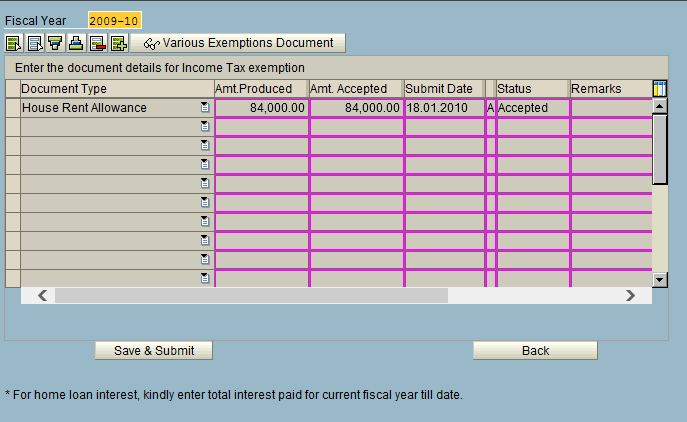 Fiscal Year 2009-10
Various Exemptions Document
Enter the document details for Income Tax exemption
Document Type Amt.Produced Amt. Accepted Submit Date Status Remarks
House Rent Allowance 84,000.00 84,000.00 18.01.2010 A Accepted
Save & Submit Back
* For home loan interest, kindly enter total interest paid for current fiscal year till date.